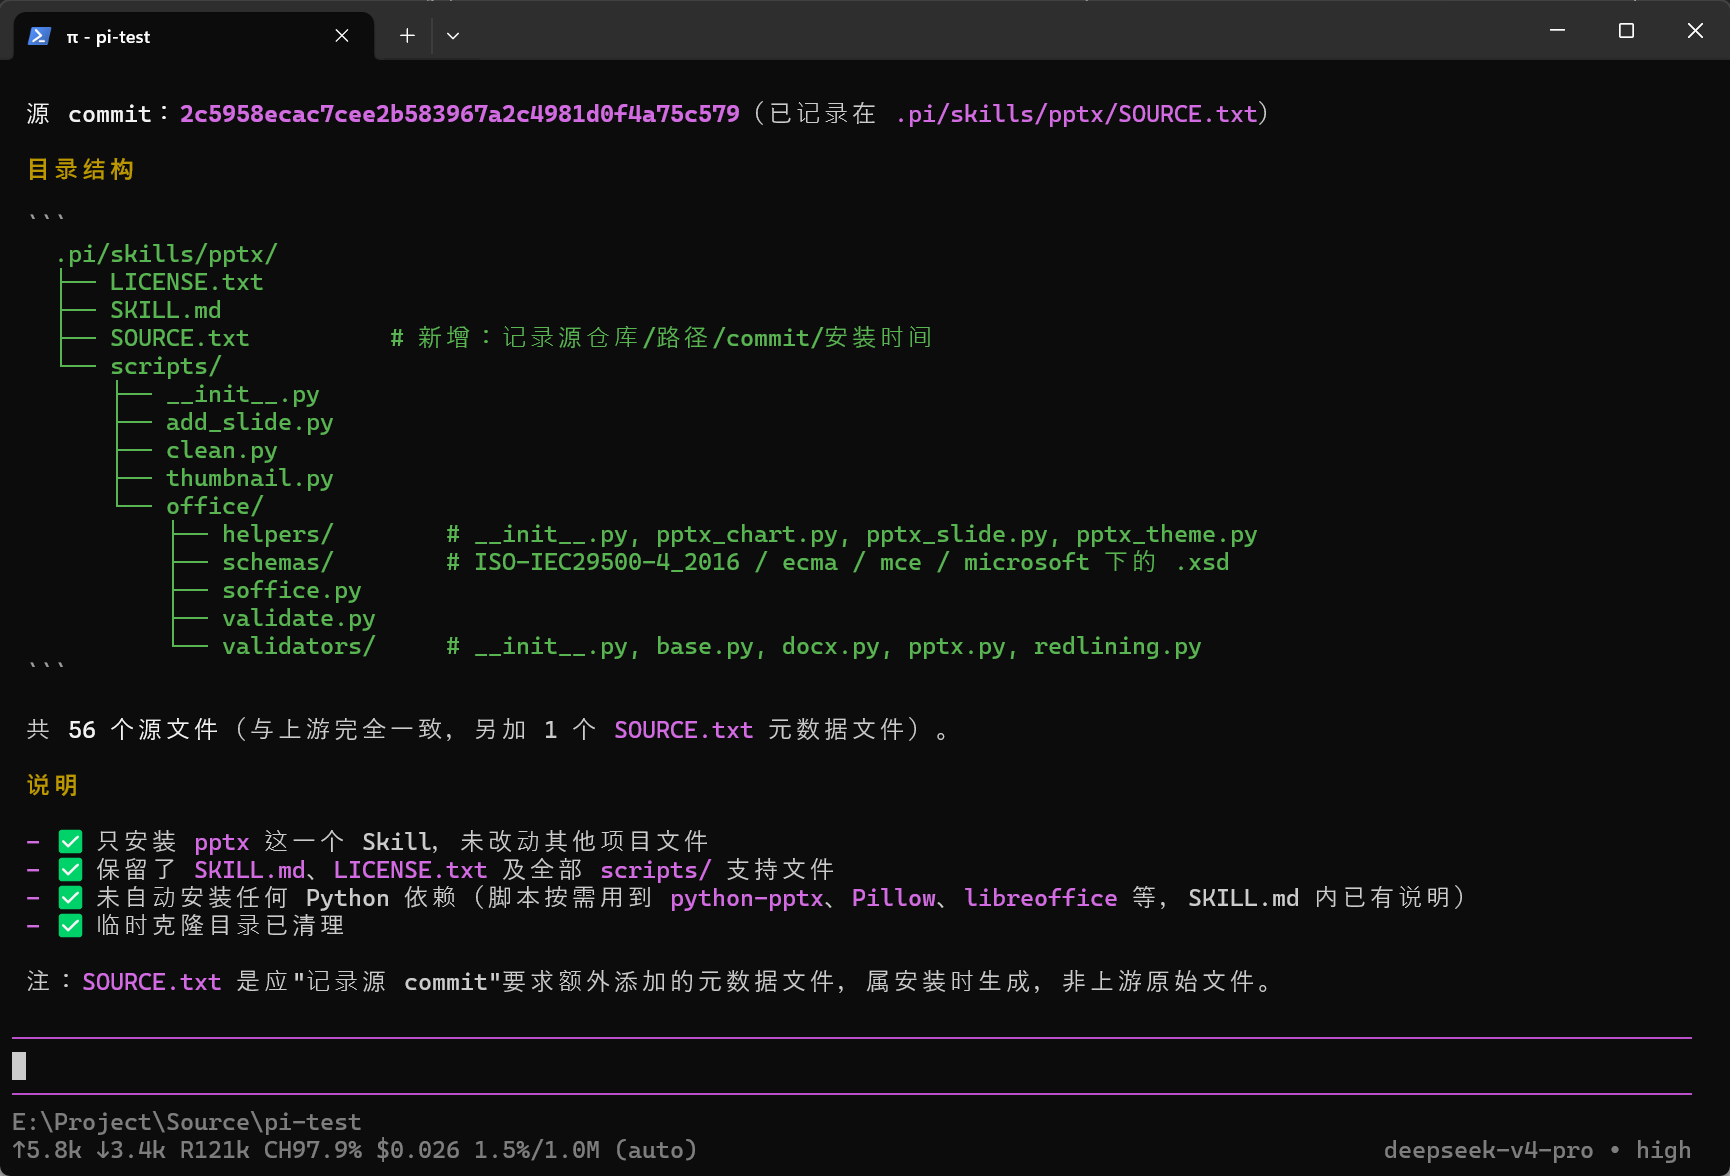 π - pi-test
源 commit：2c5958ecac7cee2b583967a2c4981d0f4a75c579（已记录在 .pi/skills/pptx/SOURCE.txt）
目录结构
```
.pi/skills/pptx/
├── LICENSE.txt
├── SKILL.md
├── SOURCE.txt          # 新增：记录源仓库/路径/commit/安装时间
└── scripts/
    ├── __init__.py
    ├── add_slide.py
    ├── clean.py
    ├── thumbnail.py
    └── office/
        ├── helpers/        # __init__.py, pptx_chart.py, pptx_slide.py, pptx_theme.py
        ├── schemas/        # ISO-IEC29500-4_2016 / ecma / mce / microsoft 下的 .xsd
        ├── soffice.py
        ├── validate.py
        └── validators/     # __init__.py, base.py, docx.py, pptx.py, redlining.py
```
共 56 个源文件（与上游完全一致，另加 1 个 SOURCE.txt 元数据文件）。
说明
- ✅ 只安装 pptx 这一个 Skill，未改动其他项目文件
- ✅ 保留了 SKILL.md、LICENSE.txt 及全部 scripts/ 支持文件
- ✅ 未自动安装任何 Python 依赖（脚本按需用到 python-pptx、Pillow、libreoffice 等，SKILL.md 内已有说明）
- ✅ 临时克隆目录已清理
注：SOURCE.txt 是应"记录源 commit"要求额外添加的元数据文件，属安装时生成，非上游原始文件。
E:\Project\Source\pi-test
↑5.8k ↓3.4k R121k CH97.9% $0.026 1.5%/1.0M (auto)
deepseek-v4-pro • high